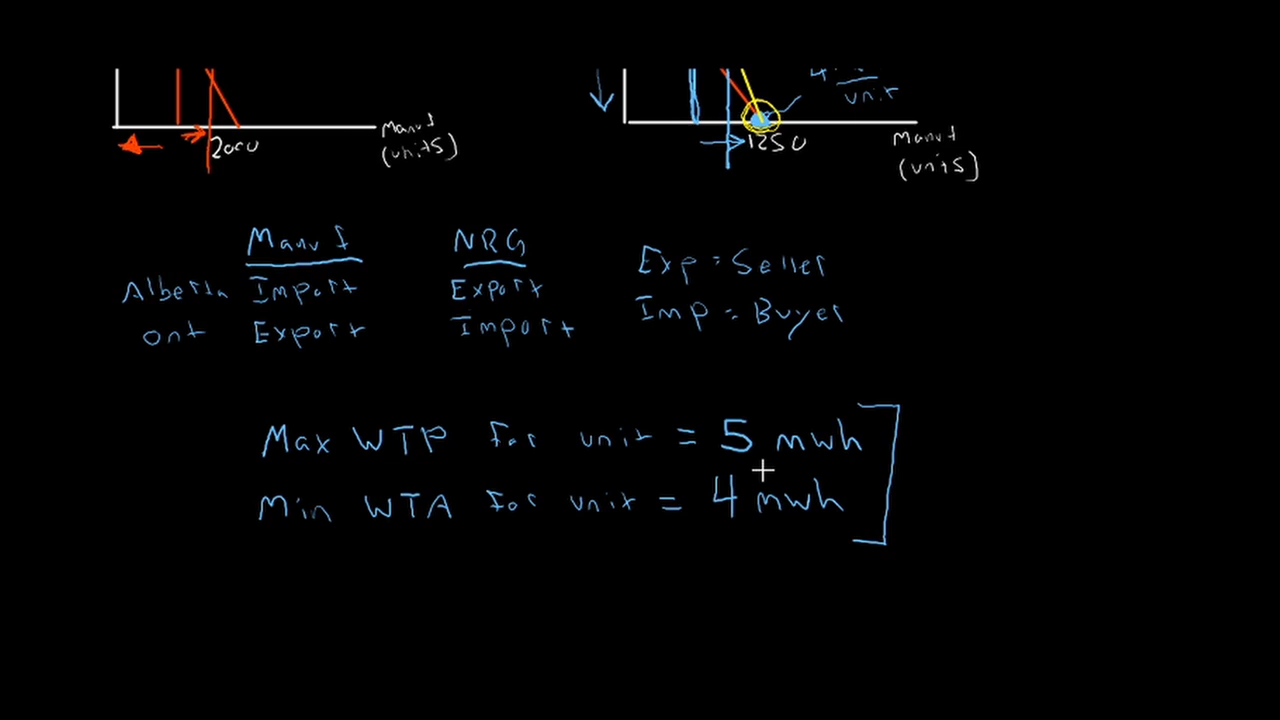 Manuf
(units)
2000
4
unit
1250
Manuf
(units)
Manuf NRG
Alberta Import Export
Ont Export Import
Exp = Seller
Imp = Buyer
Max WTP for unit = 5 mwh
Min WTA for unit = 4 mwh